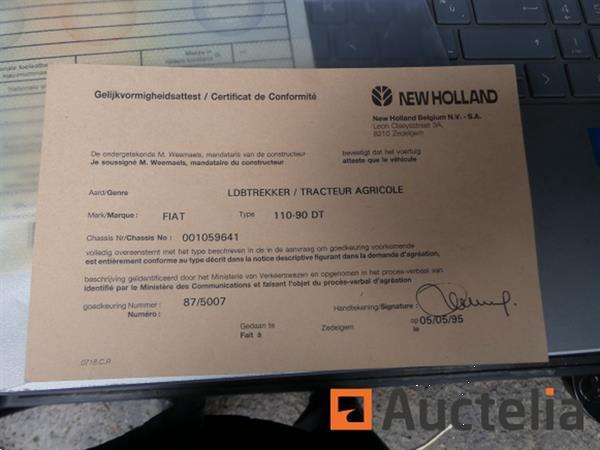 Gelijkvormigheidsattest / Certificat de Conformité
NEW HOLLAND
New Holland Belgium N.V. - S.A.
Leon Claeysstraat 3A,
8210 Zedelgem
De ondergetekende M. Weemaels, mandataris van de constructeur
bevestigt dat het voertuig
Je soussigné M. Weemaels, mandataire du constructeur
atteste que le véhicule
Aard/Genre LDBTREKKER / TRACTEUR AGRICOLE
Merk/Marque : FIAT Type 110-90 DT
Chassis Nr/Chassis No : 001059641
volledig overeenstemt met het type beschreven in de in de aanvraag om goedkeuring voorkomende
est entièrement conforme au type décrit dans la notice descriptive figurant dans la demande d'agréation,
beschrijving geïdentificeerd door het Ministerie van Verkeerswezen en opgenomen in het proces-verbaal van
identifié par le Ministère des Communications et faisant l'objet du procès-verbal d'agréation
goedkeuring Nummer : 87/5007
Numéro :
Handtekening/Signature :
Gedaan te Zedelgem op 05/05/95
Fait à le
0718.C.R
Auctelia